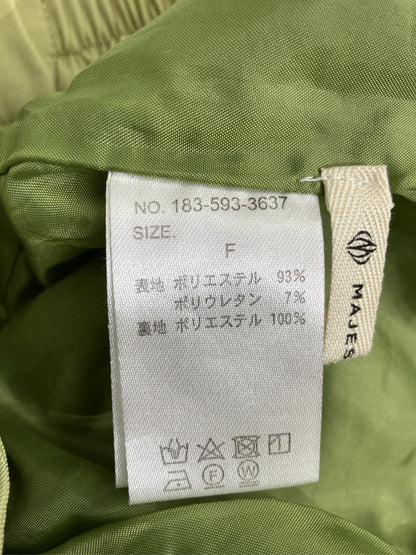 NO. 183-593-3637
SIZE.
F
表地 ポリエステル 93%
ポリウレタン 7%
裏地 ポリエステル 100%
F W
MAJES